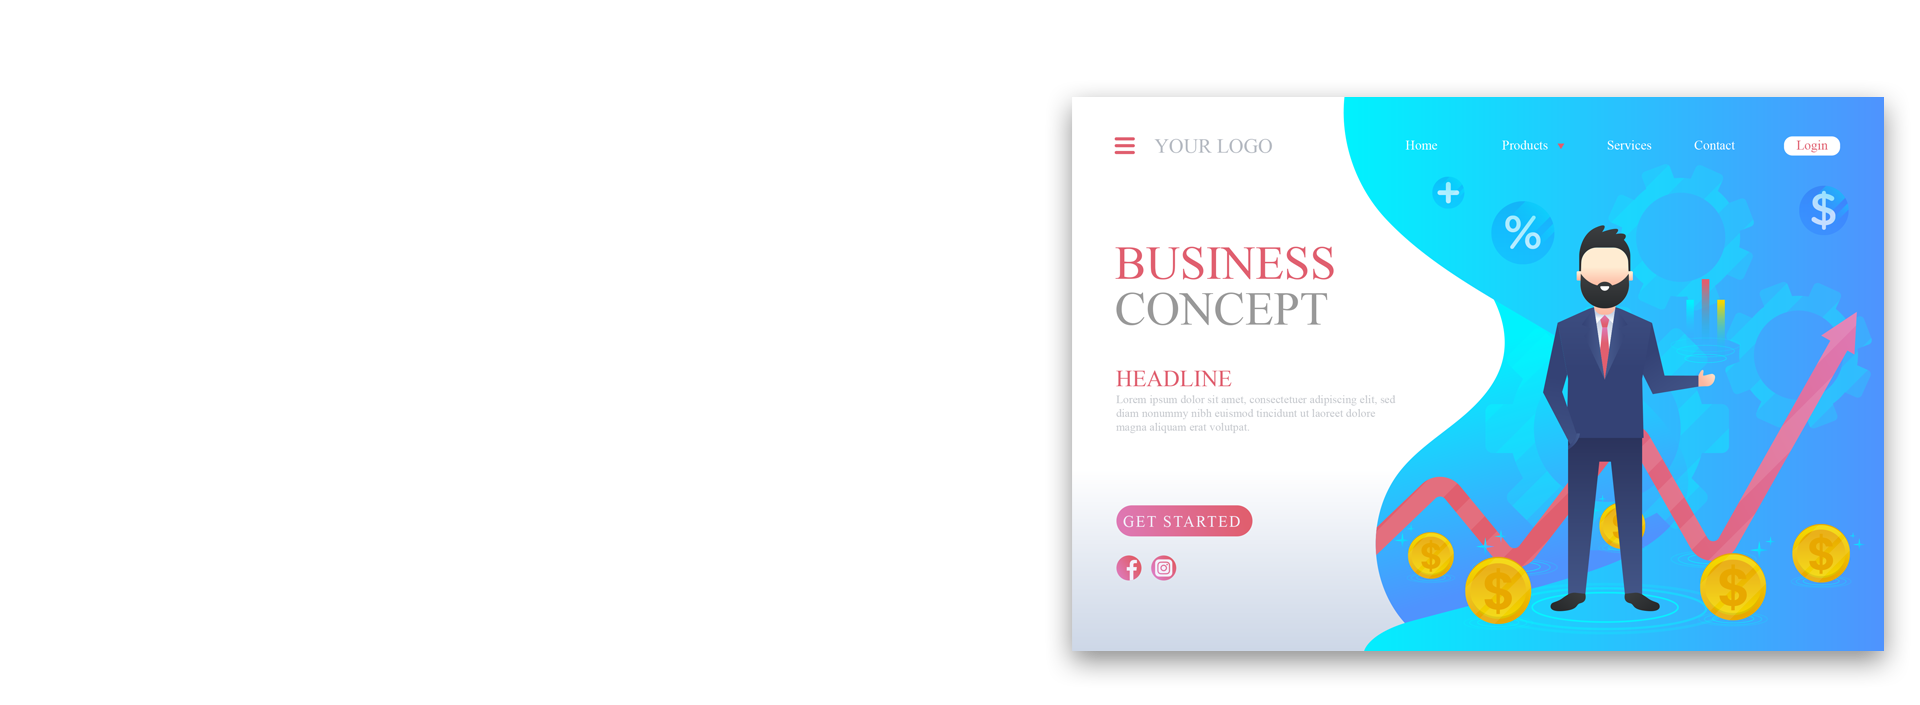 YOUR LOGO
Home Products Services Contact Login
%
$
BUSINESS
CONCEPT
HEADLINE
Lorem ipsum dolor sit amet, consectetuer adipiscing elit, sed
diam nonummy nibh euismod tincidunt ut laoreet dolore
magna aliquam erat volutpat.
GET STARTED
$
$
$
$
$